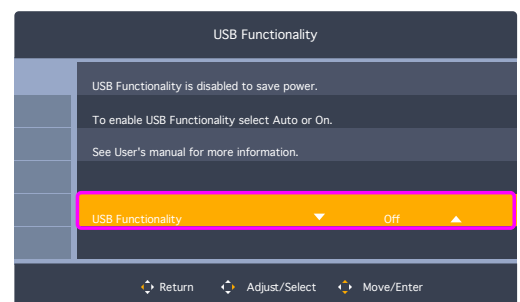 USB Functionality
USB Functionality is disabled to save power.
To enable USB Functionality select Auto or On.
See User's manual for more information.
USB Functionality Off
Return Adjust/Select Move/Enter